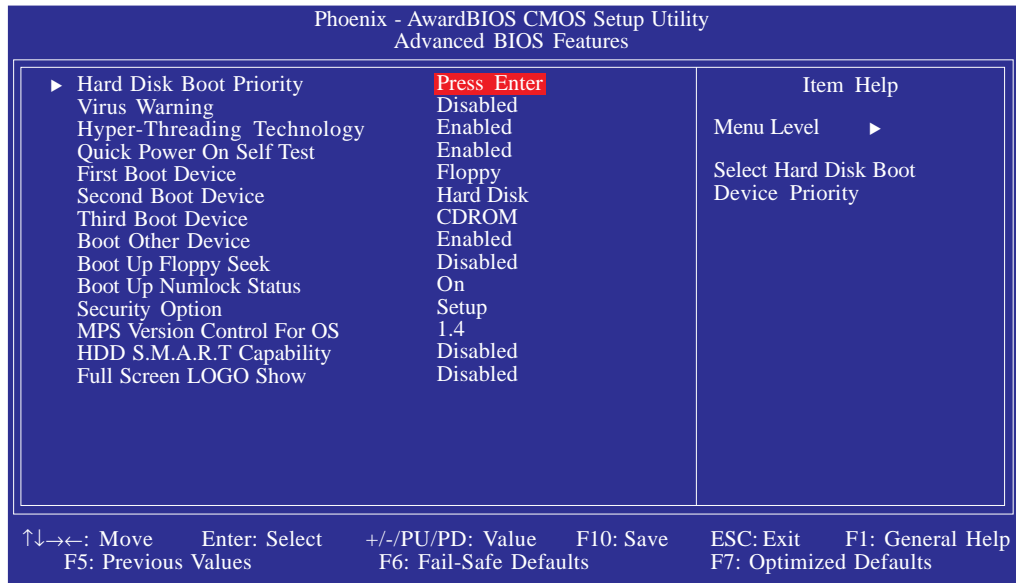 Phoenix - AwardBIOS CMOS Setup Utility
Advanced BIOS Features
▶ Hard Disk Boot Priority Press Enter
Virus Warning Disabled
Hyper-Threading Technology Enabled
Quick Power On Self Test Enabled
First Boot Device Floppy
Second Boot Device Hard Disk
Third Boot Device CDROM
Boot Other Device Enabled
Boot Up Floppy Seek Disabled
Boot Up Numlock Status On
Security Option Setup
MPS Version Control For OS 1.4
HDD S.M.A.R.T Capability Disabled
Full Screen LOGO Show Disabled
Item Help
Menu Level ▶
Select Hard Disk Boot
Device Priority
↑↓→←: Move Enter: Select +/-/PU/PD: Value F10: Save ESC: Exit F1: General Help
F5: Previous Values F6: Fail-Safe Defaults F7: Optimized Defaults